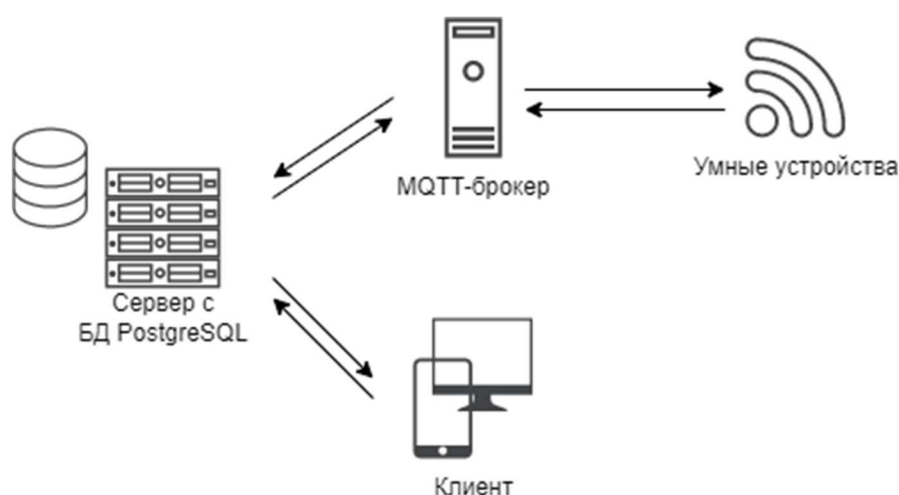 MQTT-брокер
Умные устройства
Сервер с
БД PostgreSQL
Клиент